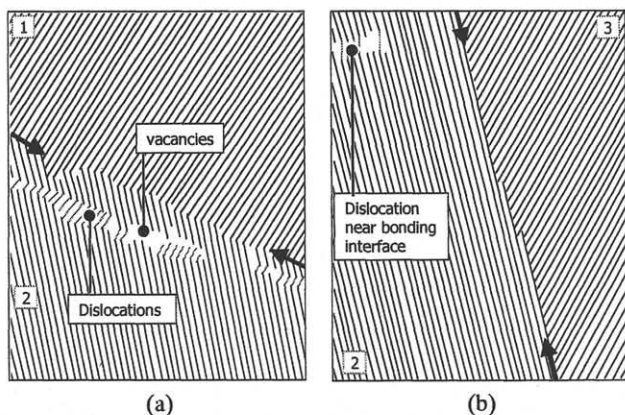 1
vacancies
2
Dislocations
(a)
3
Dislocation
near bonding
interface
2
(b)